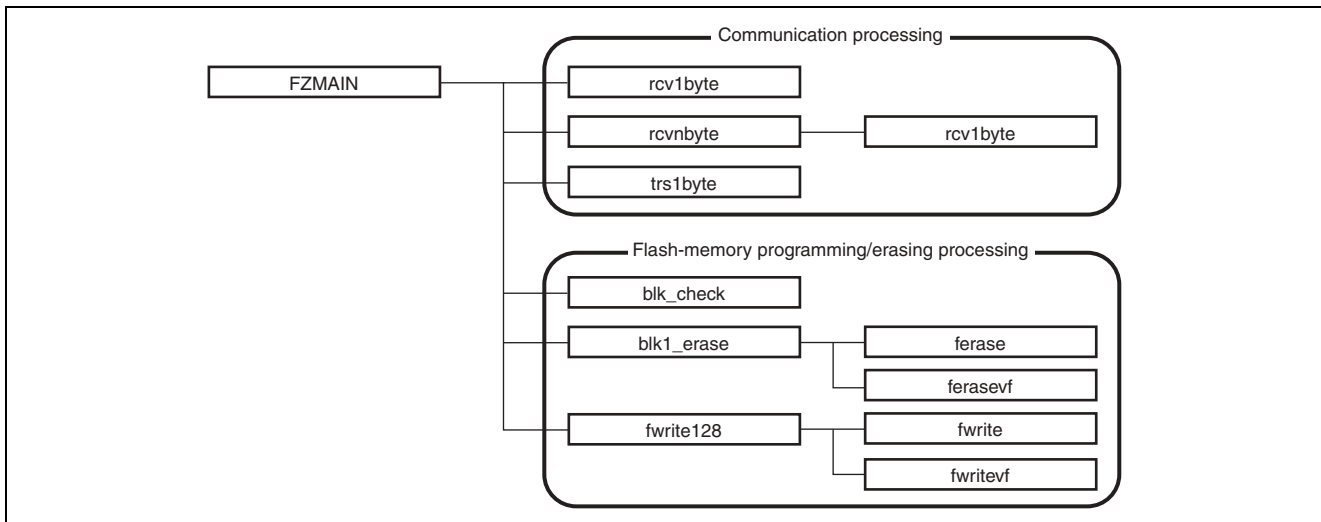 Communication processing
FZMAIN
rcv1byte
rcvnbyte
rcv1byte
trs1byte
Flash-memory programming/erasing processing
blk_check
blk1_erase
ferase
ferasevf
fwrite128
fwrite
fwritevf